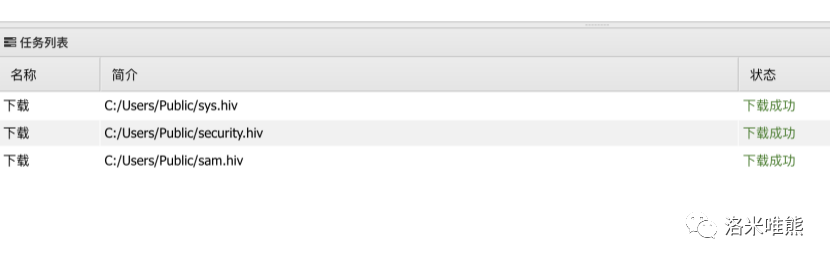 任务列表
名称 简介 状态
下载 C:/Users/Public/sys.hiv 下载成功
下载 C:/Users/Public/security.hiv 下载成功
下载 C:/Users/Public/sam.hiv 下载成功
洛米唯熊